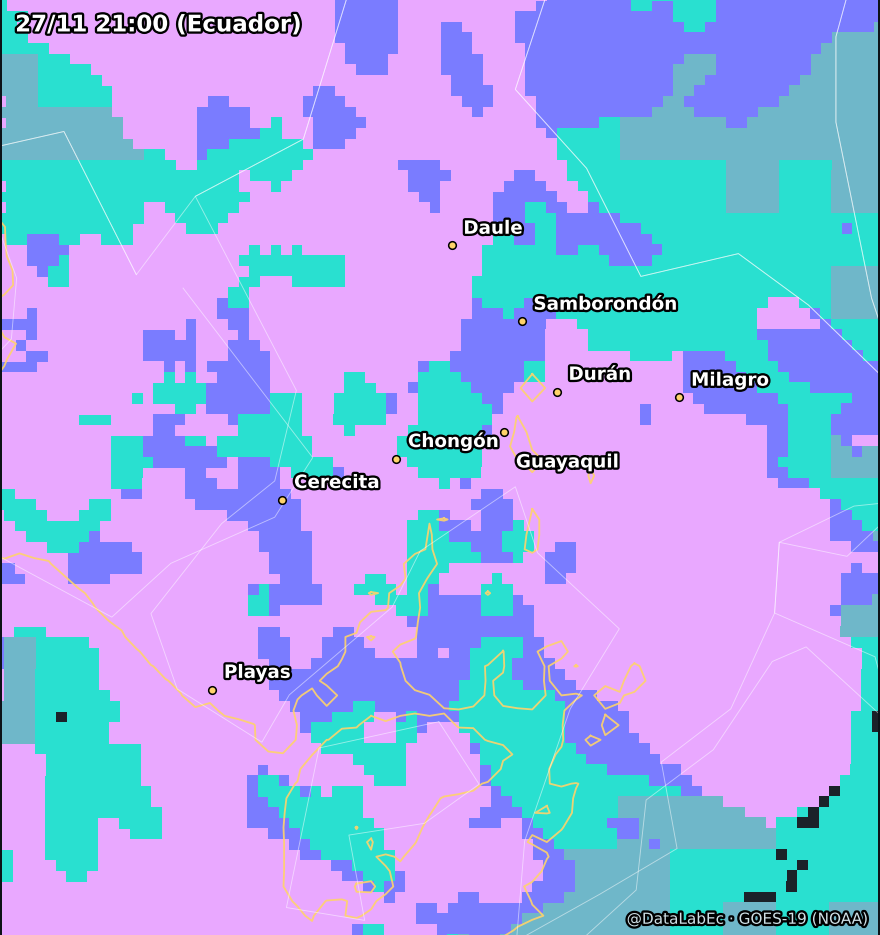 27/11 21:00 (Ecuador)
Daule
Samborondón
Durán
Milagro
Chongón
Guayaquil
Cerecita
Playas
@DataLabEc · GOES-19 (NOAA)